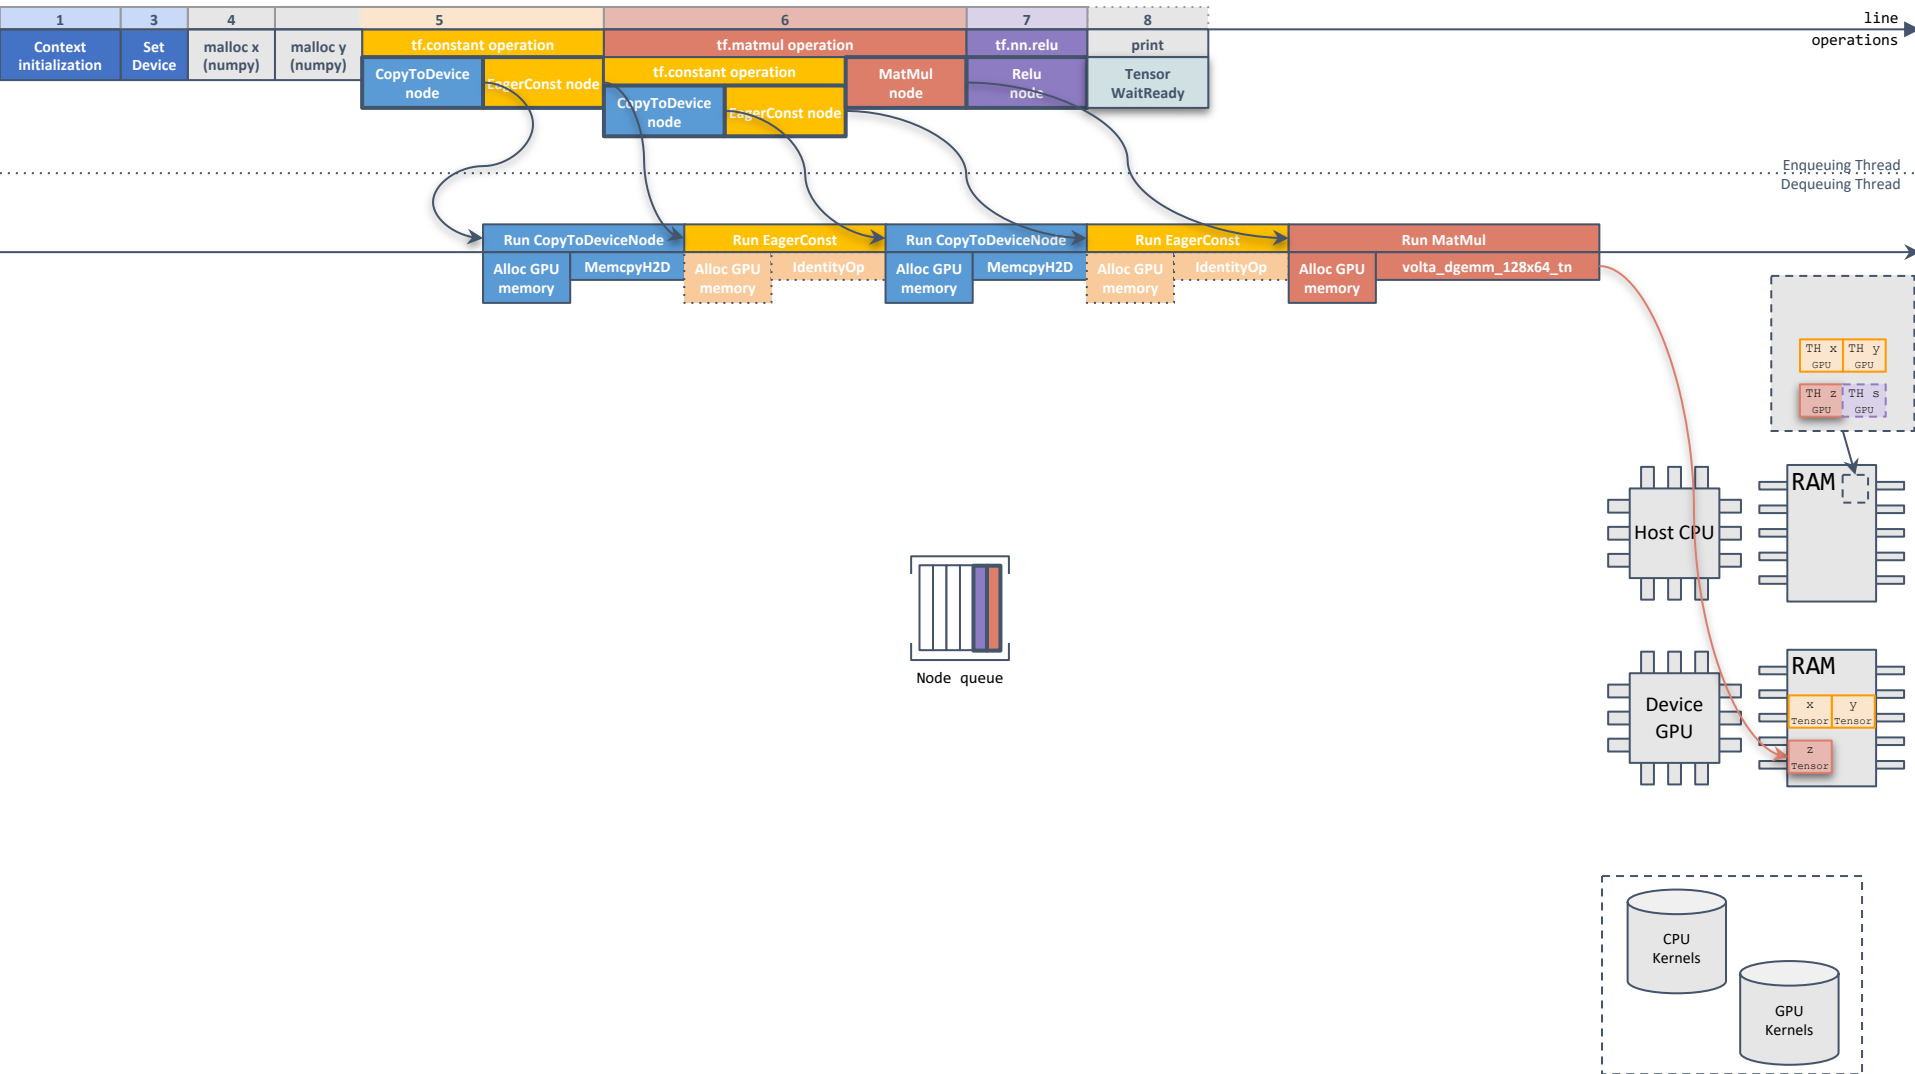 1 3 4 5 6 7 8 line
Context initialization
Set Device
malloc x (numpy)
malloc y (numpy)
tf.constant operation
tf.matmul operation
tf.nn.relu
print
operations
CopyToDevice node
EagerConst node
tf.constant operation
MatMul node
Relu node
Tensor WaitReady
CopyToDevice node
EagerConst node
Enqueuing Thread
Dequeuing Thread
Run CopyToDeviceNode
Run EagerConst
Run CopyToDeviceNode
Run EagerConst
Run MatMul
Alloc GPU memory
MemcpyH2D
Alloc GPU memory
IdentityOp
Alloc GPU memory
MemcpyH2D
Alloc GPU memory
IdentityOp
Alloc GPU memory
volta_dgemm_128x64_tn
TH x GPU
TH y GPU
TH z GPU
TH s GPU
Host CPU
RAM
Node queue
Device GPU
RAM
x Tensor
y Tensor
z Tensor
CPU Kernels
GPU Kernels